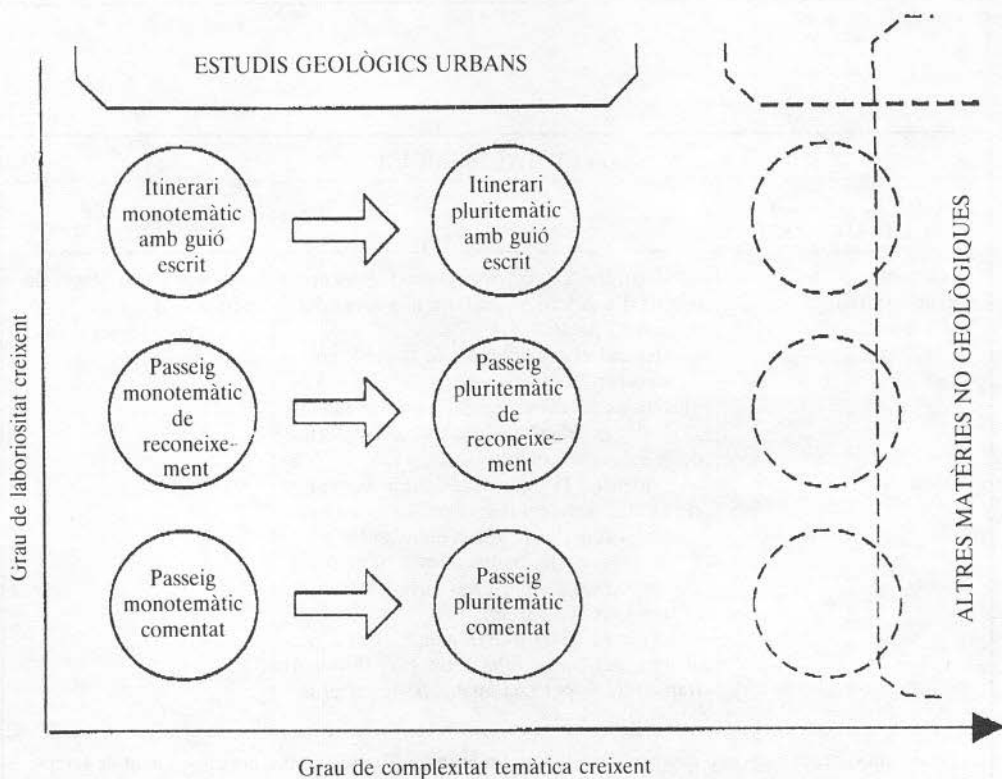 ESTUDIS GEOLÒGICS URBANS
Itinerari
monotemàtic
amb guió
escrit
Itinerari
pluritemàtic
amb guió
escrit
Passeig
monotemàtic
de
reconeixe-
ment
Passeig
pluritemàtic
de
reconeixe-
ment
Passeig
monotemàtic
comentat
Passeig
pluritemàtic
comentat
Grau de laboriositat creixent
ALTRES MATÈRIES NO GEOLÒGIQUES
Grau de complexitat temàtica creixent